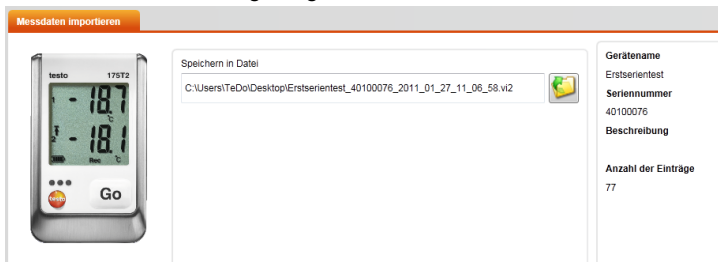 Messdaten importieren
testo 175T2
1 - 18.7
°C
2 - 18.1
Rec °C
testo
Go
Speichern in Datei
C:\Users\TeDo\Desktop\Erstserientest_40100076_2011_01_27_11_06_58.vi2
Gerätename
Erstserientest
Seriennummer
40100076
Beschreibung
Anzahl der Einträge
77